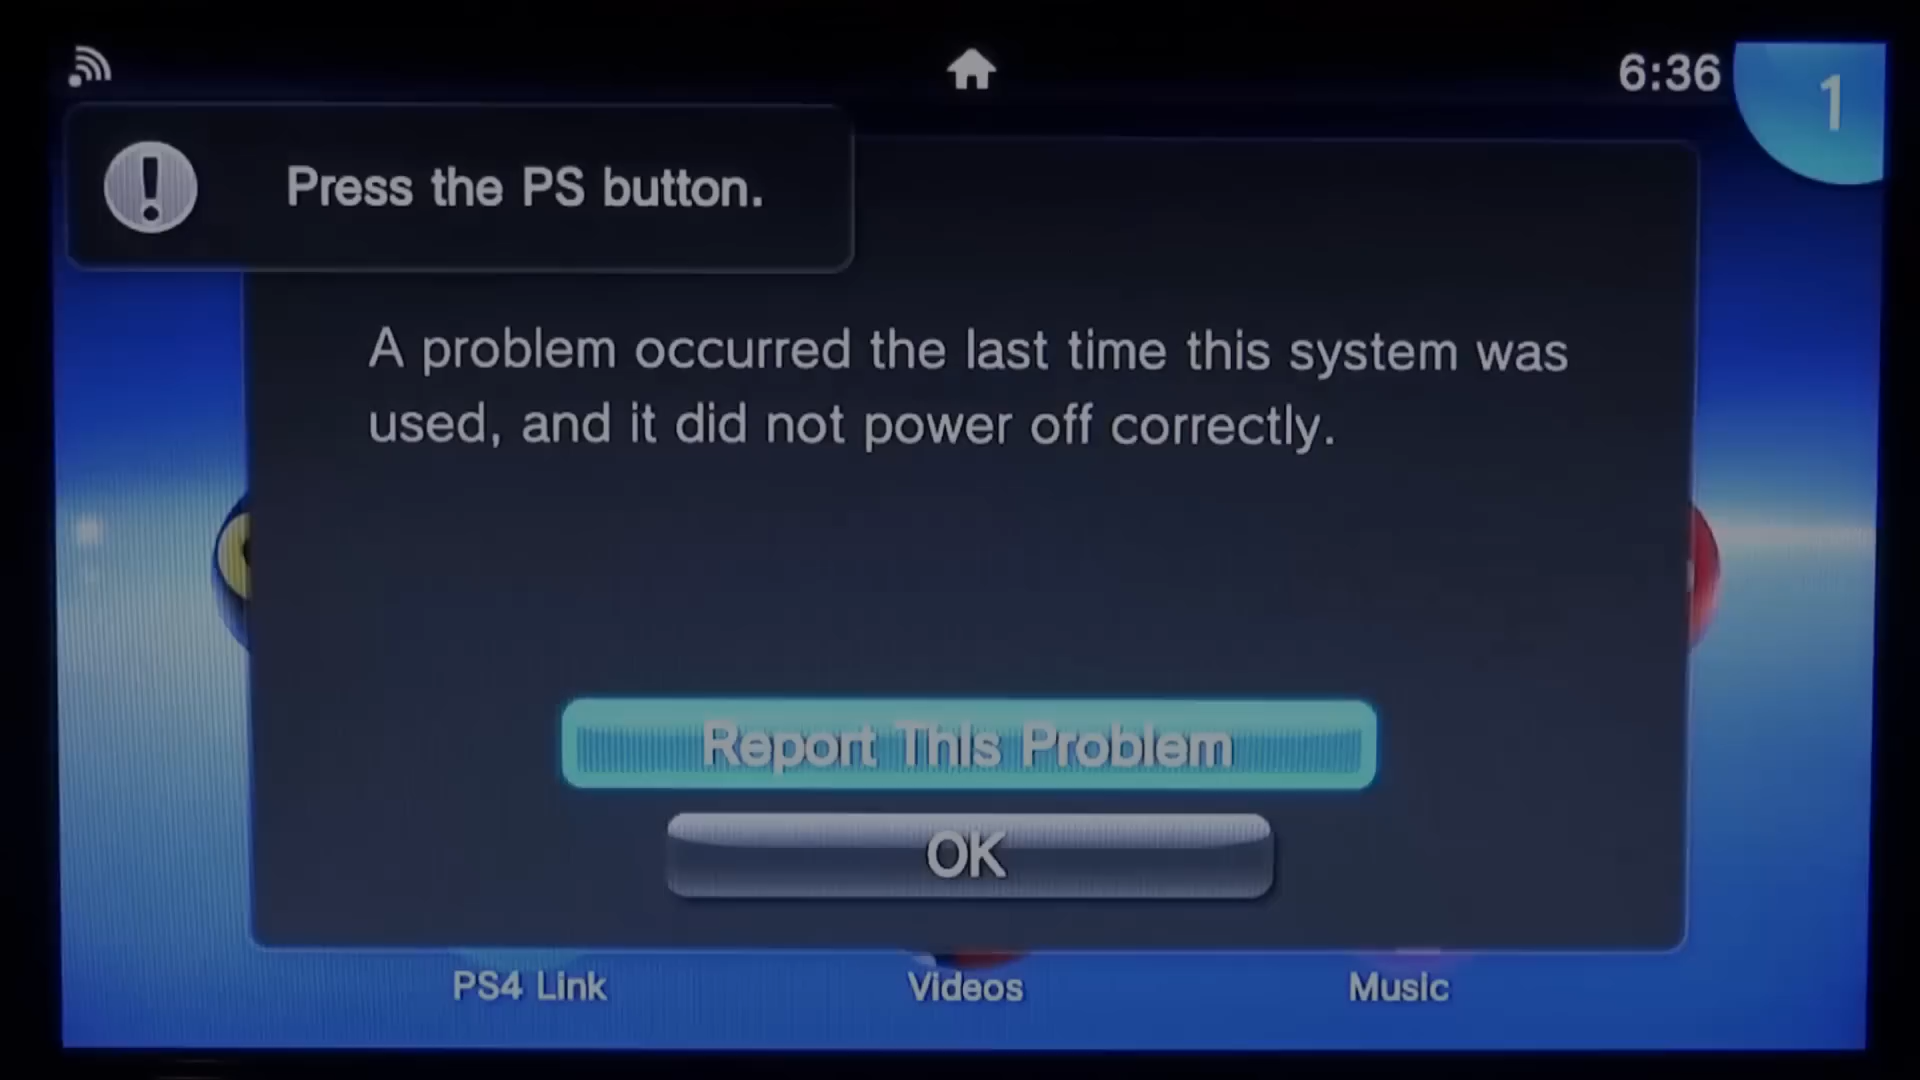 6:36
1
Press the PS button.
A problem occurred the last time this system was
used, and it did not power off correctly.
Report This Problem
OK
PS4 Link
Videos
Music